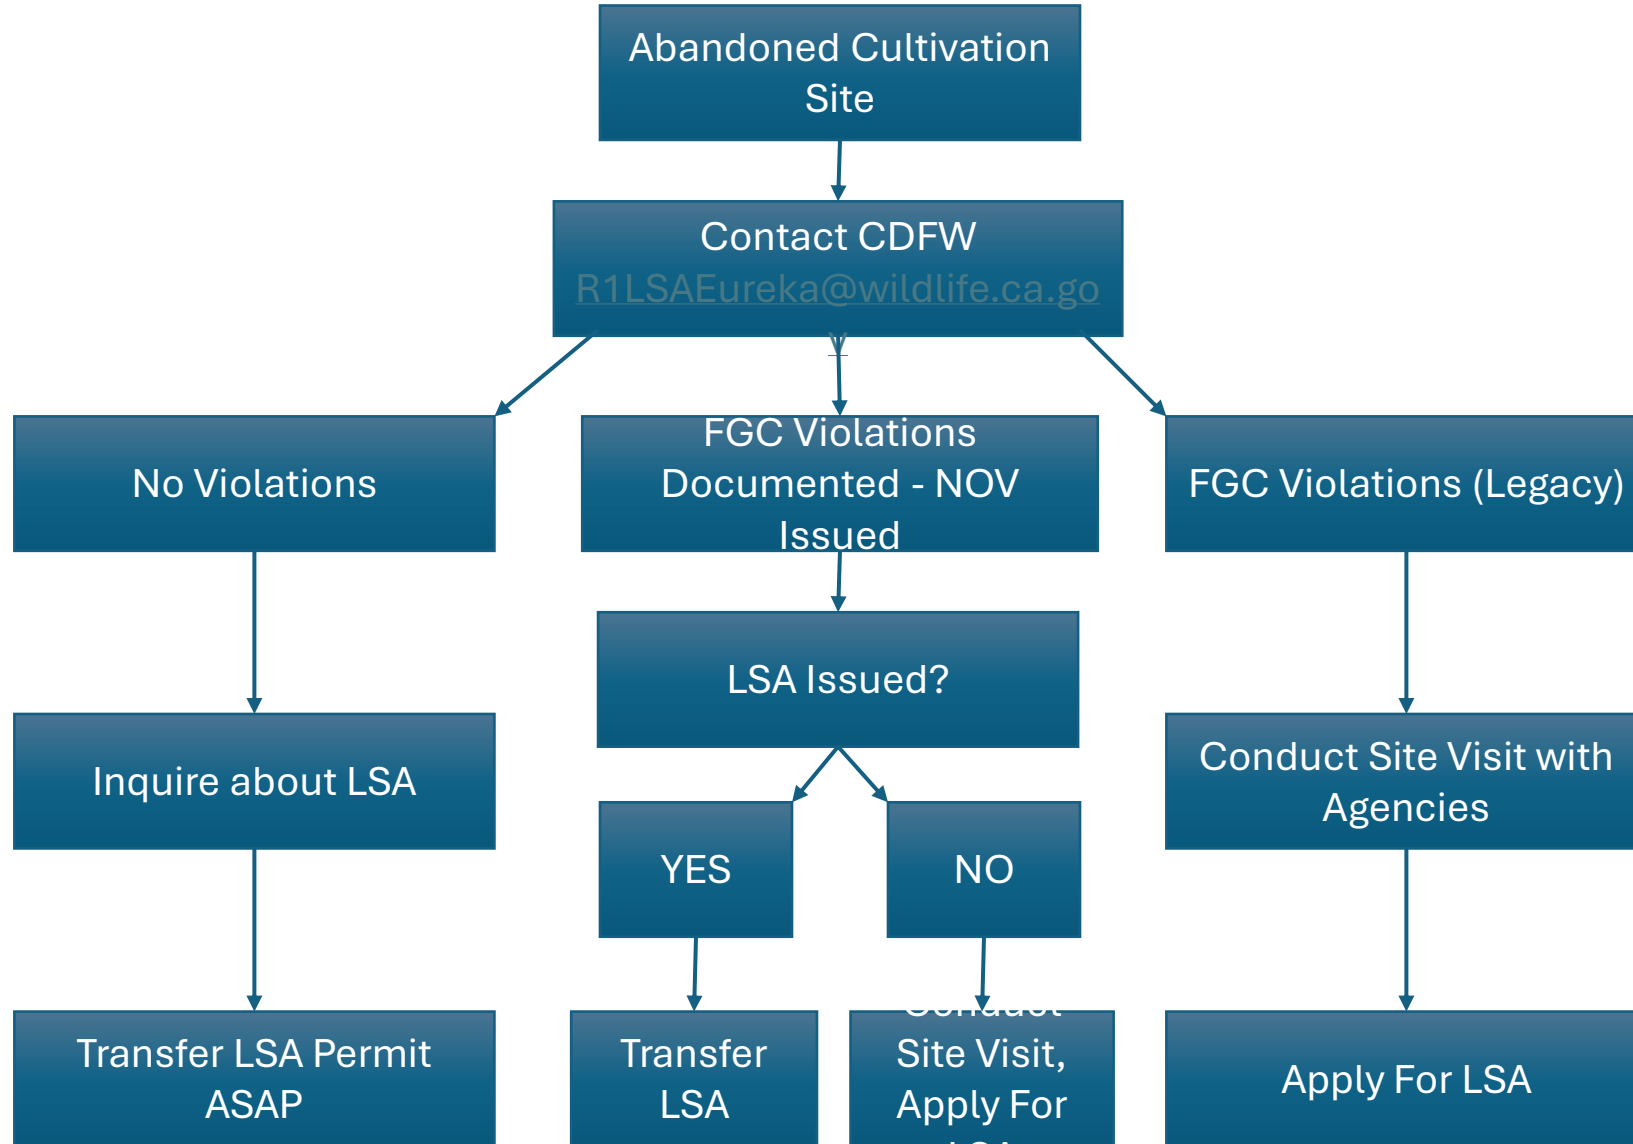 Abandoned Cultivation
Site
Contact CDFW
R1LSAEureka@wildlife.ca.go
v
No Violations
FGC Violations
Documented - NOV
Issued
FGC Violations (Legacy)
LSA Issued?
Inquire about LSA
Conduct Site Visit with
Agencies
YES
NO
Transfer LSA Permit
ASAP
Transfer
LSA
Conduct
Site Visit,
Apply For
LSA
Apply For LSA